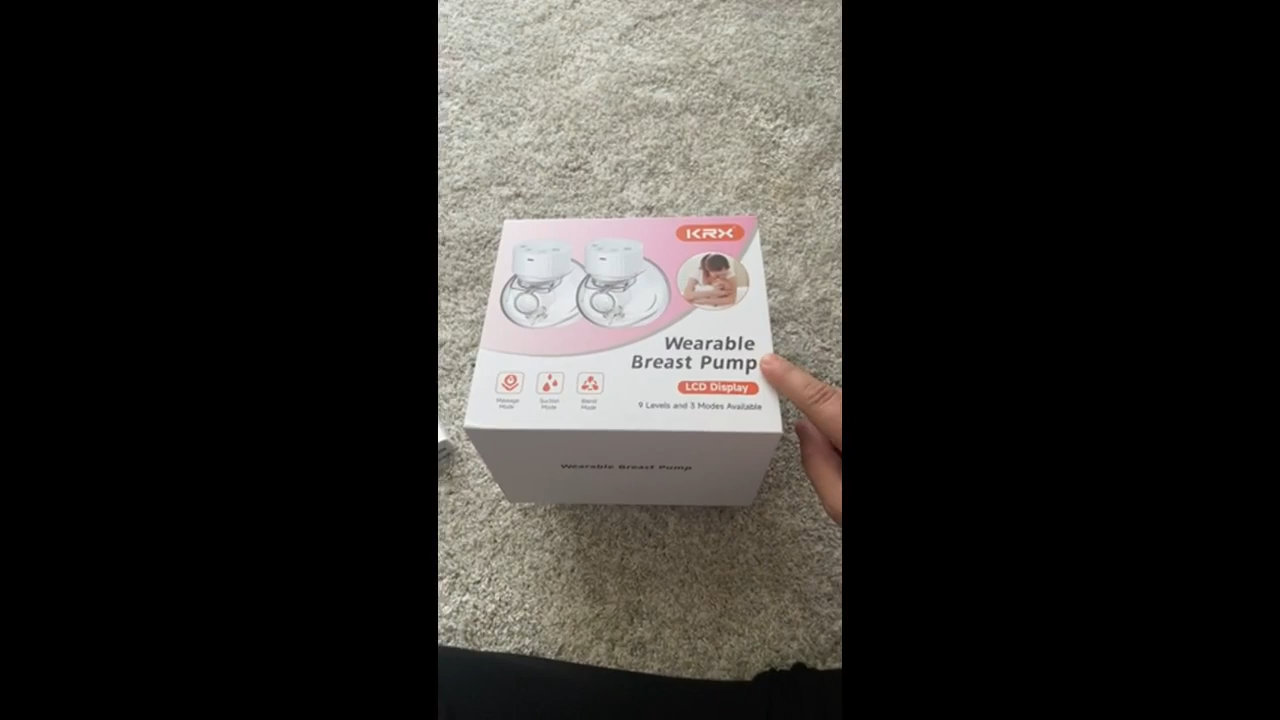 KRX
Wearable
Breast Pump
LCD Display
9 Levels and 3 Modes Available
Massage
Mode
Suction
Mode
Blend
Mode
Wearable Breast Pump